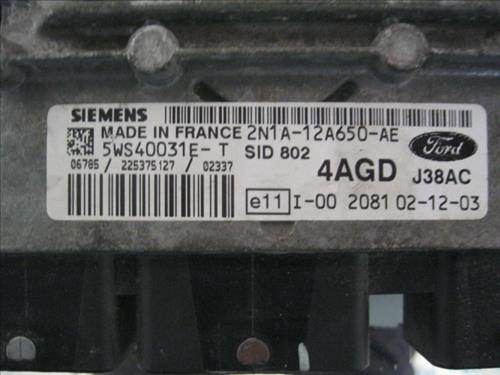 SIEMENS
MADE IN FRANCE 2N1A-12A650-AE
5WS40031E-T SID 802
06785 / 225375127 / 02337
4AGD J38AC
Ford
e11 I-00 2081 02-12-03